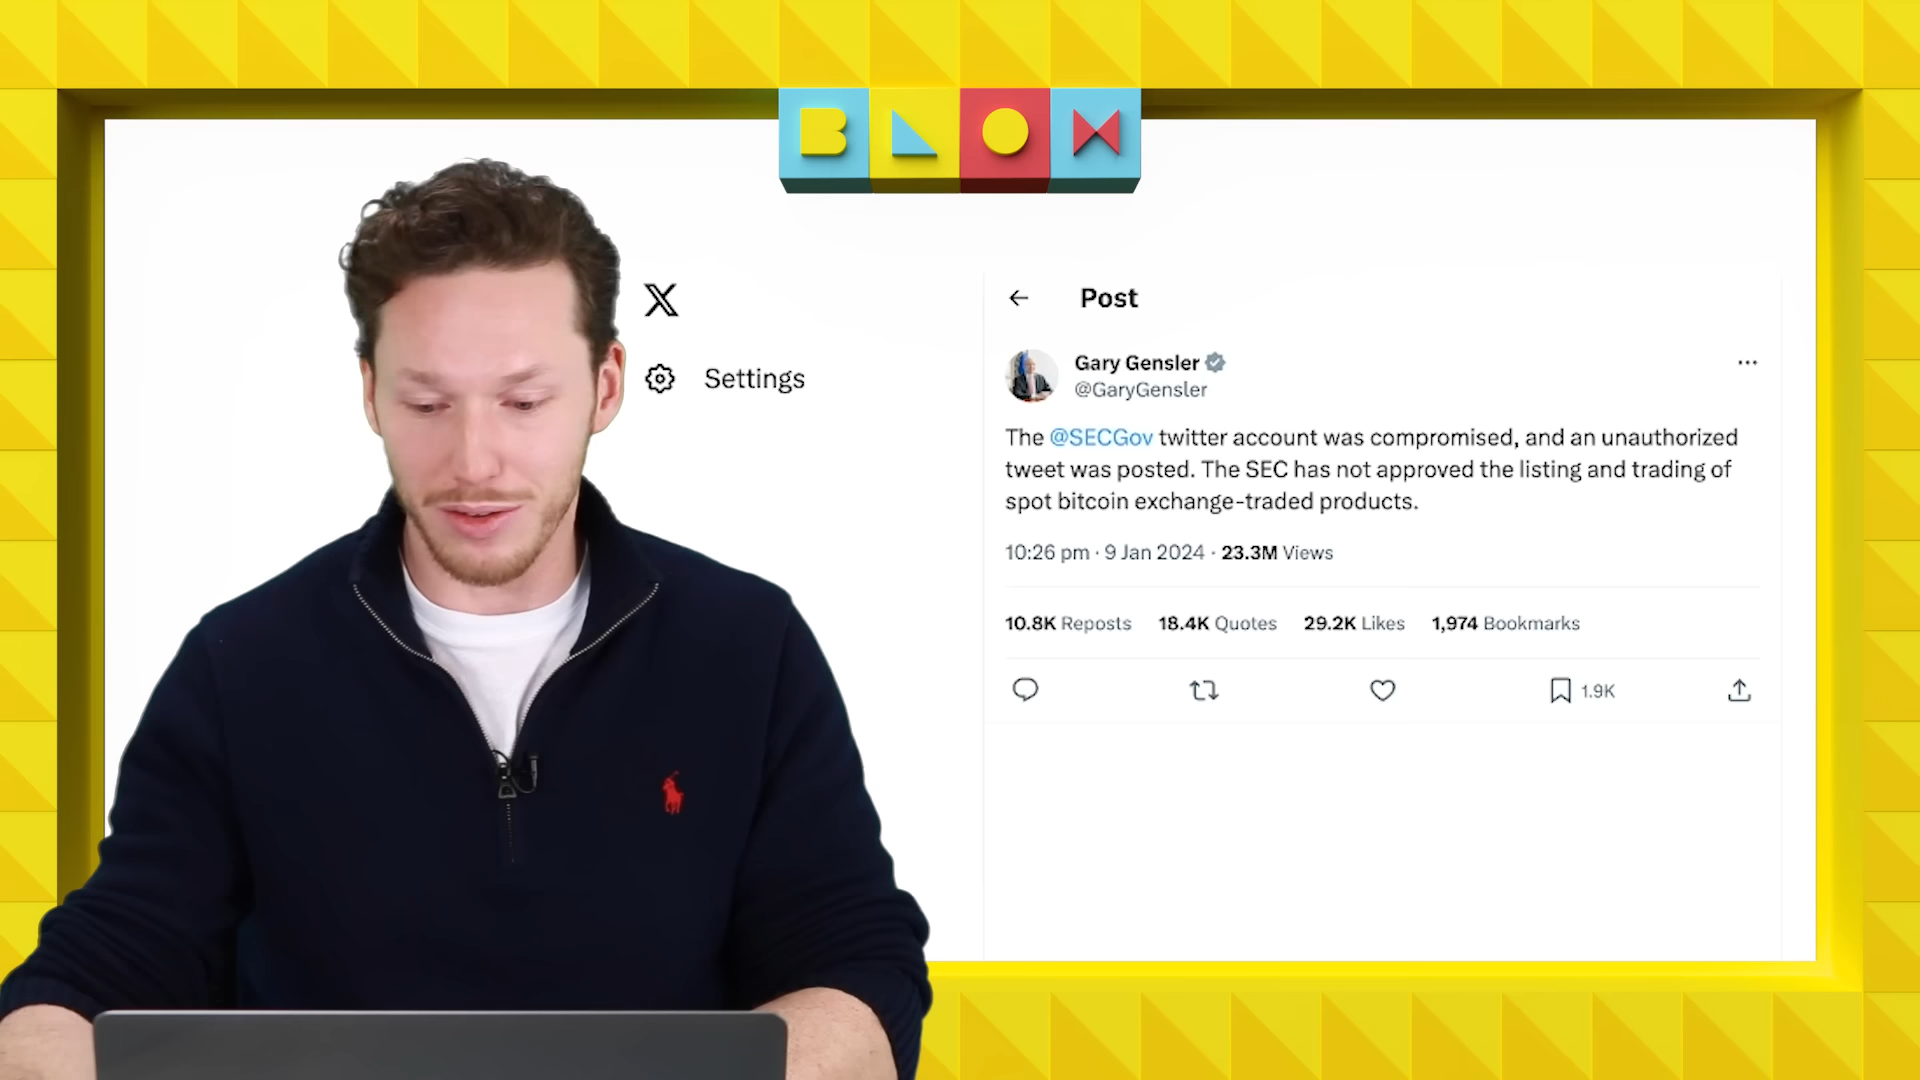 BLOX
X
Settings
Post
Gary Gensler
@GaryGensler
The @SECGov twitter account was compromised, and an unauthorized
tweet was posted. The SEC has not approved the listing and trading of
spot bitcoin exchange-traded products.
10:26 pm · 9 Jan 2024 · 23.3M Views
10.8K Reposts 18.4K Quotes 29.2K Likes 1,974 Bookmarks
1.9K